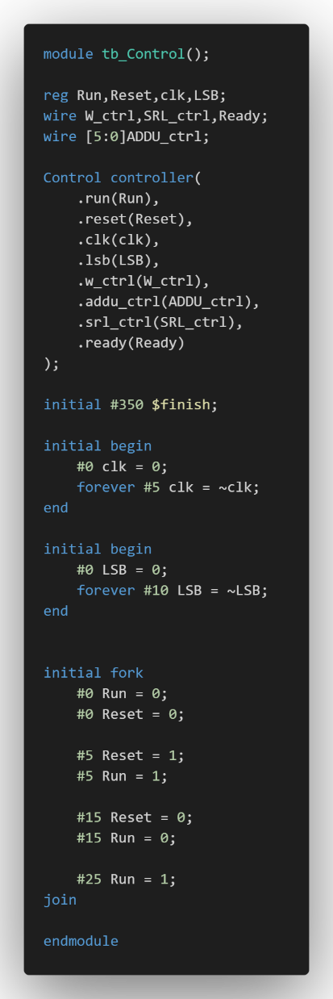 module tb_Control();

reg Run,Reset,clk,LSB;
wire W_ctrl,SRL_ctrl,Ready;
wire [5:0]ADDU_ctrl;

Control controller(
    .run(Run),
    .reset(Reset),
    .clk(clk),
    .lsb(LSB),
    .w_ctrl(W_ctrl),
    .addu_ctrl(ADDU_ctrl),
    .srl_ctrl(SRL_ctrl),
    .ready(Ready)
);

initial #350 $finish;

initial begin
    #0 clk = 0;
    forever #5 clk = ~clk;
end

initial begin
    #0 LSB = 0;
    forever #10 LSB = ~LSB;
end


initial fork
    #0 Run = 0;
    #0 Reset = 0;

    #5 Reset = 1;
    #5 Run = 1;

    #15 Reset = 0;
    #15 Run = 0;

    #25 Run = 1;
join

endmodule